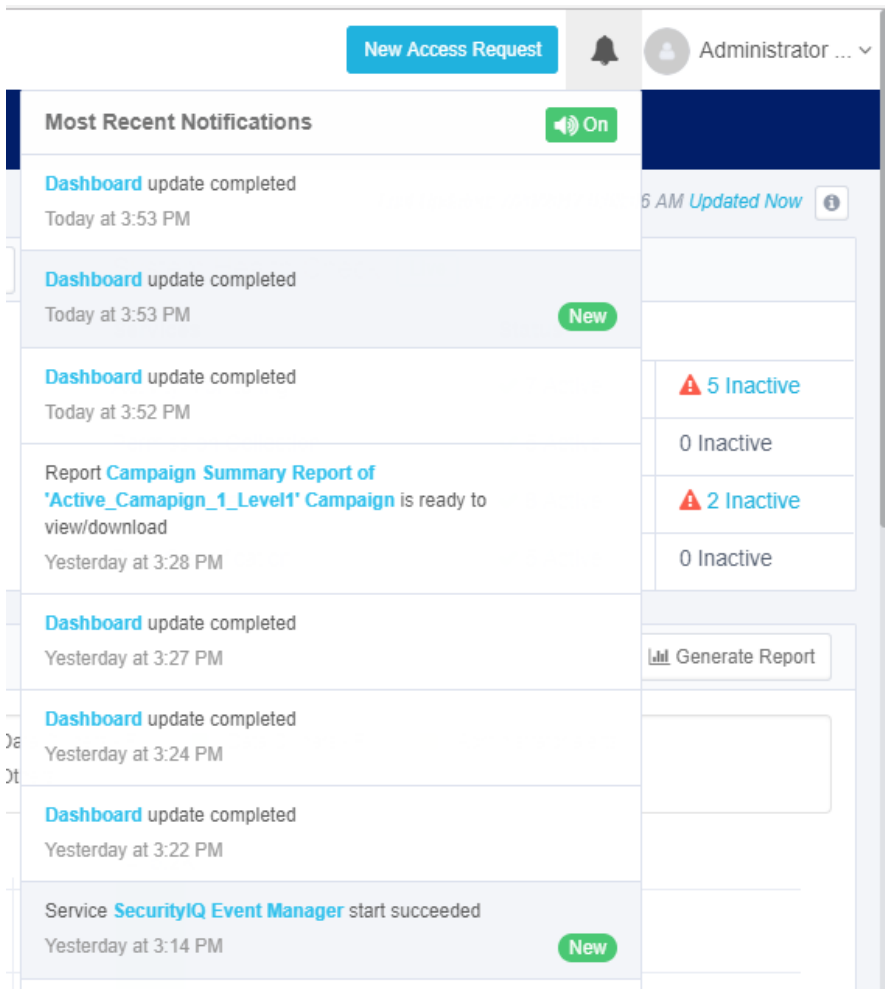 New Access Request
Administrator ...
Most Recent Notifications
On
Dashboard update completed
Today at 3:53 PM
6 AM Updated Now
Dashboard update completed
Today at 3:53 PM
New
Dashboard update completed
Today at 3:52 PM
5 Inactive
0 Inactive
Report Campaign Summary Report of
'Active_Camapign_1_Level1' Campaign is ready to
view/download
Yesterday at 3:28 PM
2 Inactive
0 Inactive
Dashboard update completed
Yesterday at 3:27 PM
Generate Report
Dashboard update completed
Yesterday at 3:24 PM
Dashboard update completed
Yesterday at 3:22 PM
Service SecurityIQ Event Manager start succeeded
Yesterday at 3:14 PM
New